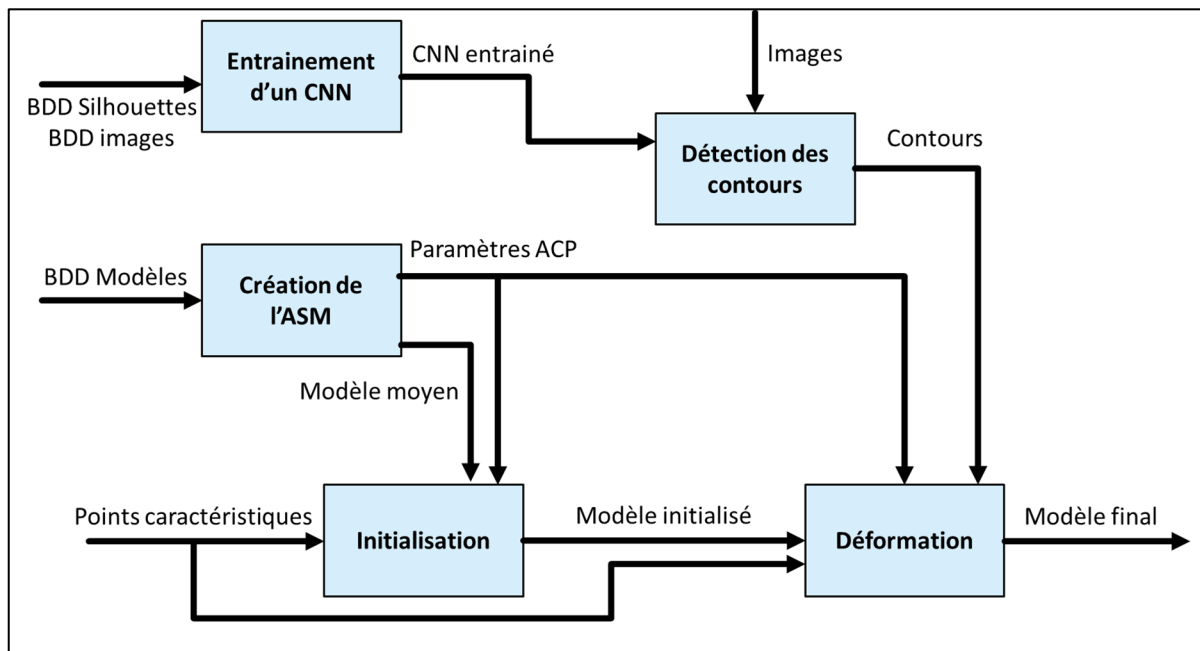 Entrainement
d'un CNN
CNN entrainé
Images
BDD Silhouettes
BDD images
Détection des
contours
Contours
BDD Modèles
Création de
l'ASM
Paramètres ACP
Modèle moyen
Points caractéristiques
Initialisation
Modèle initialisé
Déformation
Modèle final